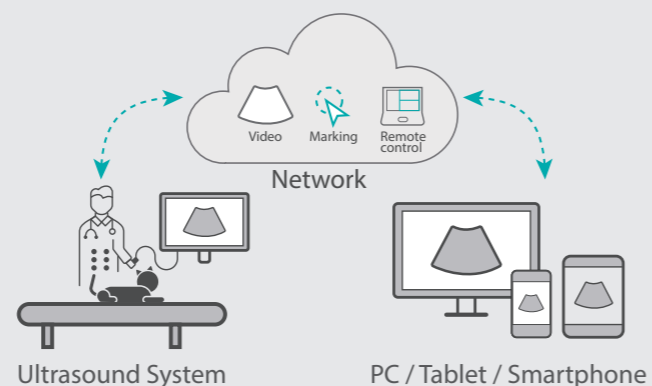 Video
Marking
Remote
control
Network
Ultrasound System
PC / Tablet / Smartphone